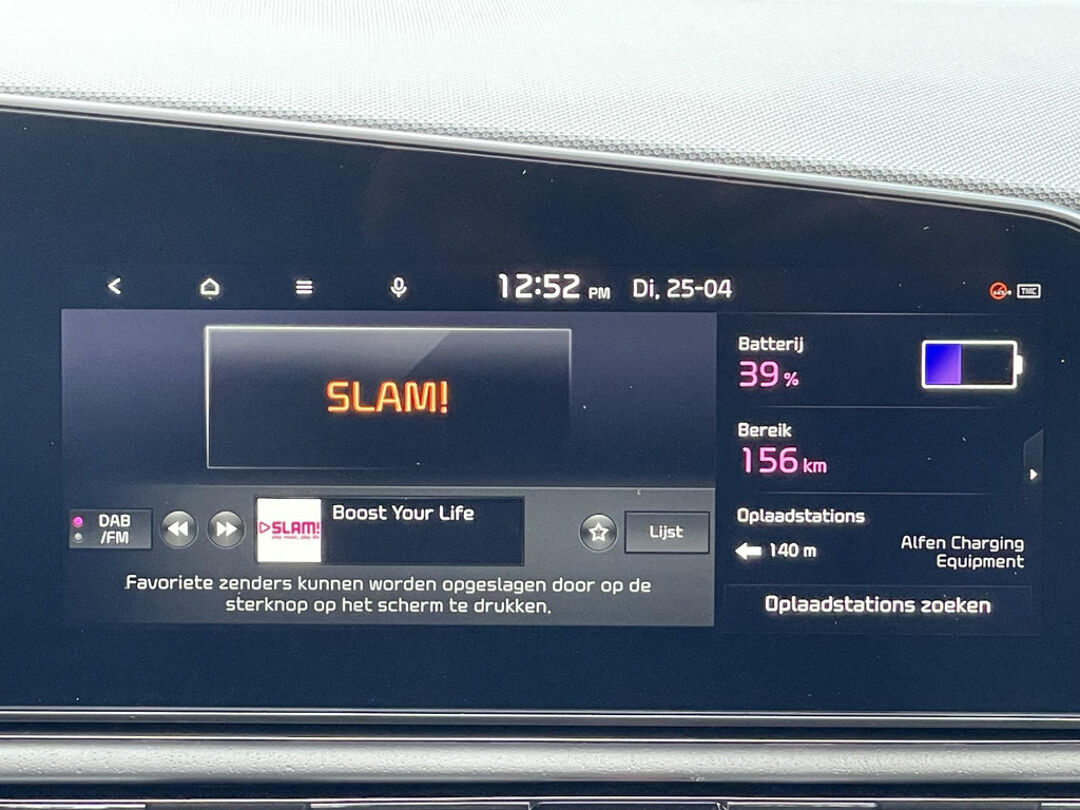 12:52 PM Di, 25-04
TMC
SLAM!
DAB
/FM
SLAM!
Boost Your Life
Lijst
Favoriete zenders kunnen worden opgeslagen door op de
sterknop op het scherm te drukken.
Batterij
39 %
Bereik
156 km
Oplaadstations
140 m
Alfen Charging
Equipment
Oplaadstations zoeken